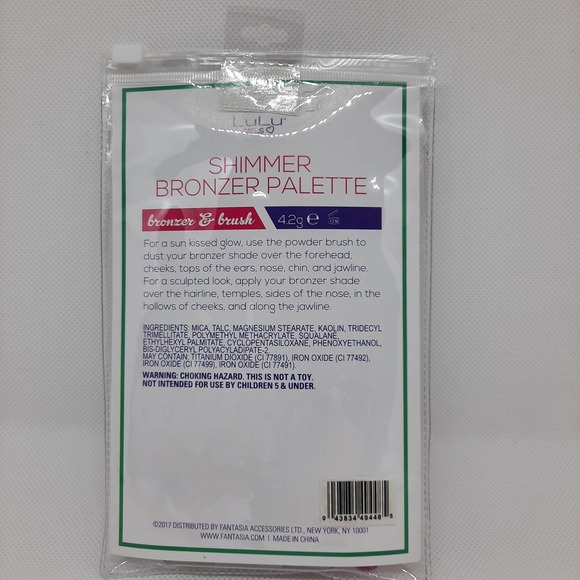 LuLu
SHIMMER
BRONZER PALETTE
bronzer & brush 4.2g e 12M
For a sun kissed glow, use the powder brush to
dust your bronzer shade over the forehead,
cheeks, tops of the ears, nose, chin, and jawline.
For a sculpted look, apply your bronzer shade
over the hairline, temples, sides of the nose, in the
hollows of cheeks, and along the jawline.
INGREDIENTS: MICA, TALC, MAGNESIUM STEARATE, KAOLIN, TRIDECYL
TRIMELLITATE, POLYMETHYL METHACRYLATE, SQUALANE,
ETHYLHEXYL PALMITATE, CYCLOPENTASILOXANE, PHENOXYETHANOL,
BIS-DIGLYCERYL POLYACYLADIPATE-2.
MAY CONTAIN: TITANIUM DIOXIDE (CI 77891), IRON OXIDE (CI 77492),
IRON OXIDE (CI 77499), IRON OXIDE (CI 77491).
WARNING: CHOKING HAZARD. THIS IS NOT A TOY.
NOT INTENDED FOR USE BY CHILDREN 5 & UNDER.
0 43834 49448 5
©2017 DISTRIBUTED BY FANTASIA ACCESSORIES LTD., NEW YORK, NY 10001
WWW.FANTASIA.COM | MADE IN CHINA